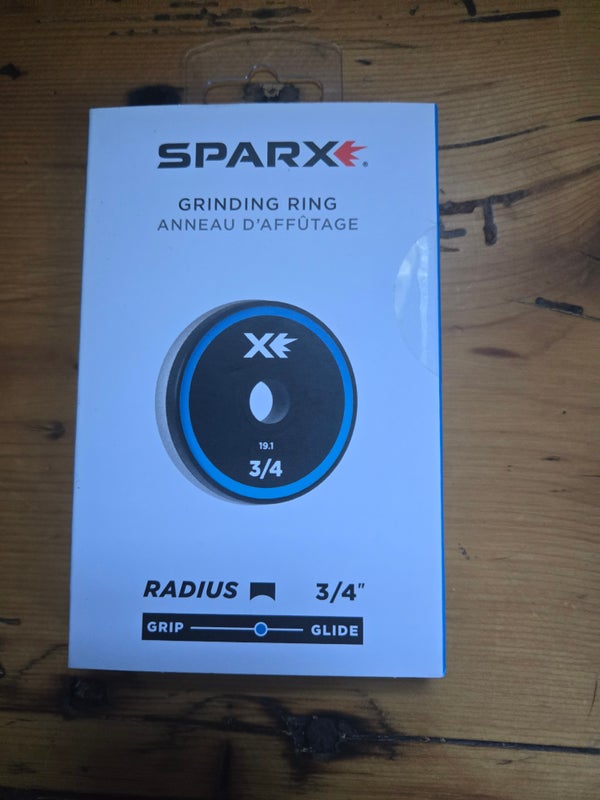 SPARX®
GRINDING RING
ANNEAU D'AFFÛTAGE
X
19.1
3/4
RADIUS 3/4"
GRIP GLIDE